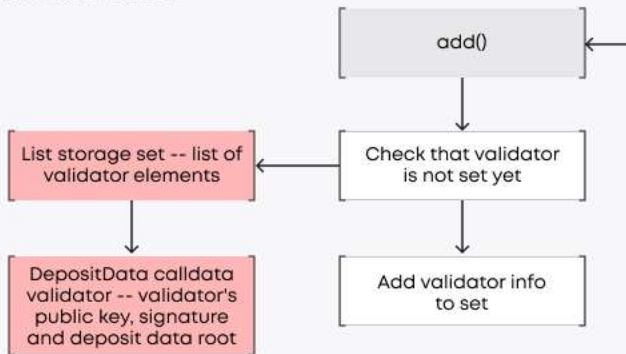 add()
List storage set -- list of
validator elements
Check that validator
is not set yet
DepositData calldata
validator -- validator's
public key, signature
and deposit data root
Add validator info
to set